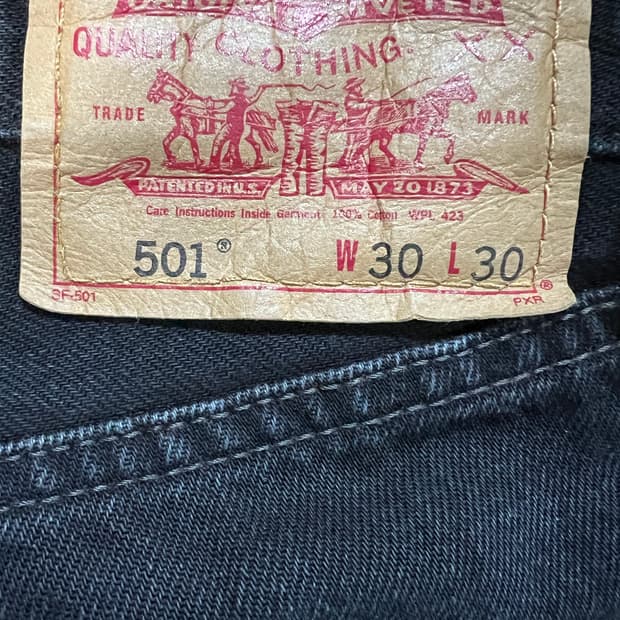 QUALITY CLOTHING.
XX
TRADE MARK
PATENTED IN U.S. MAY 20 1873
Care Instructions Inside Garment 100% Cotton WPL 423
501® W 30 L 30
SF-501 PXR ®